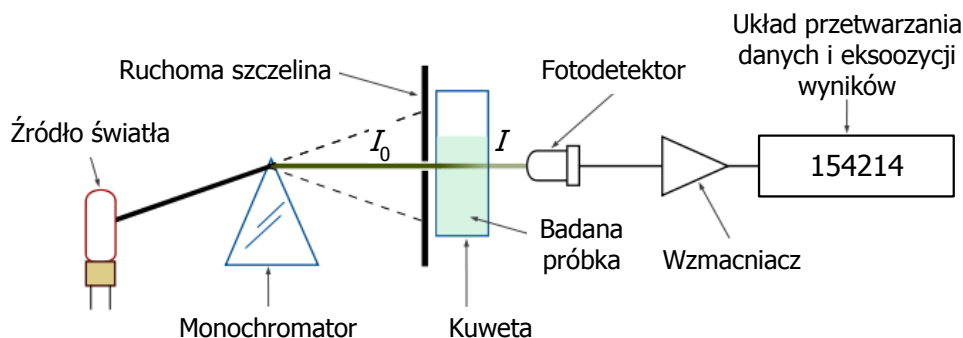 Układ przetwarzania
danych i eksoozycji
wyników
Ruchoma szczelina
Fotodetektor
Źródło światła
I₀
I
154214
Badana
próbka
Wzmacniacz
Monochromator
Kuweta